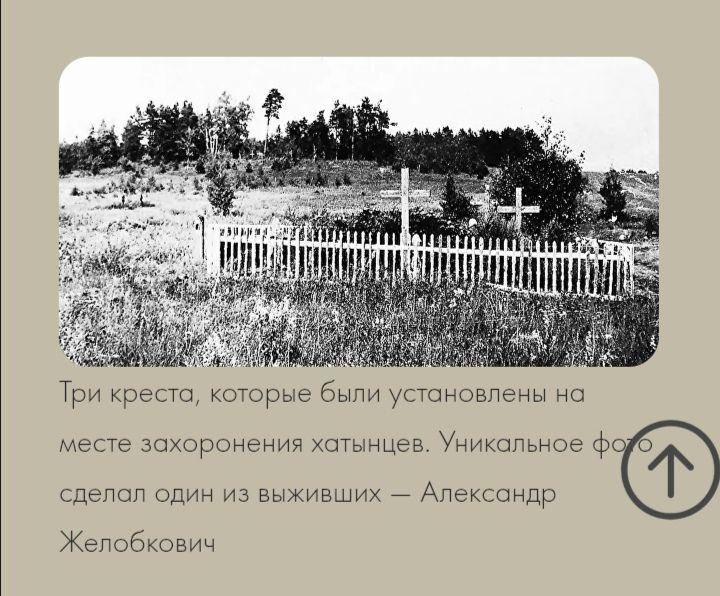 Три креста, которые были установлены на
месте захоронения хатынцев. Уникальное фото
сделал один из выживших — Александр
Желобкович